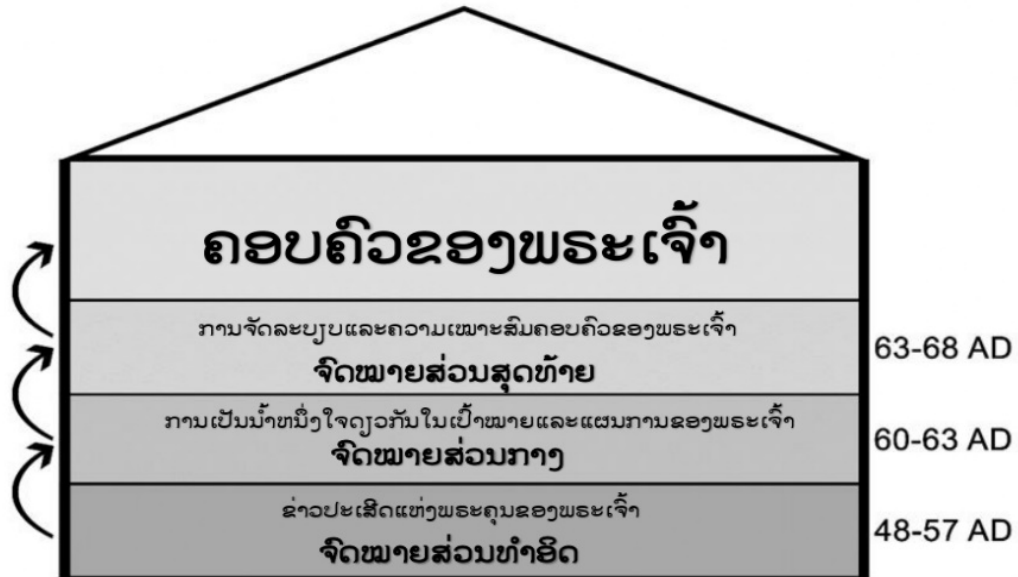 ຄອບຄົວຂອງພຣະເຈົ້າ
ການຈັດລະບຽບແລະຄວາມເໝາະສົມຄອບຄົວຂອງພຣະເຈົ້າ
ຈົດໝາຍສ່ວນສຸດທ້າຍ
63-68 AD
ການເປັນນ້ຳຫນຶ່ງໃຈດຽວກັນໃນເປົ້າໝາຍແລະແຜນການຂອງພຣະເຈົ້າ
ຈົດໝາຍສ່ວນກາງ
60-63 AD
ຂ່າວປະເສີດແຫ່ງພຣະຄຸນຂອງພຣະເຈົ້າ
ຈົດໝາຍສ່ວນທຳອິດ
48-57 AD